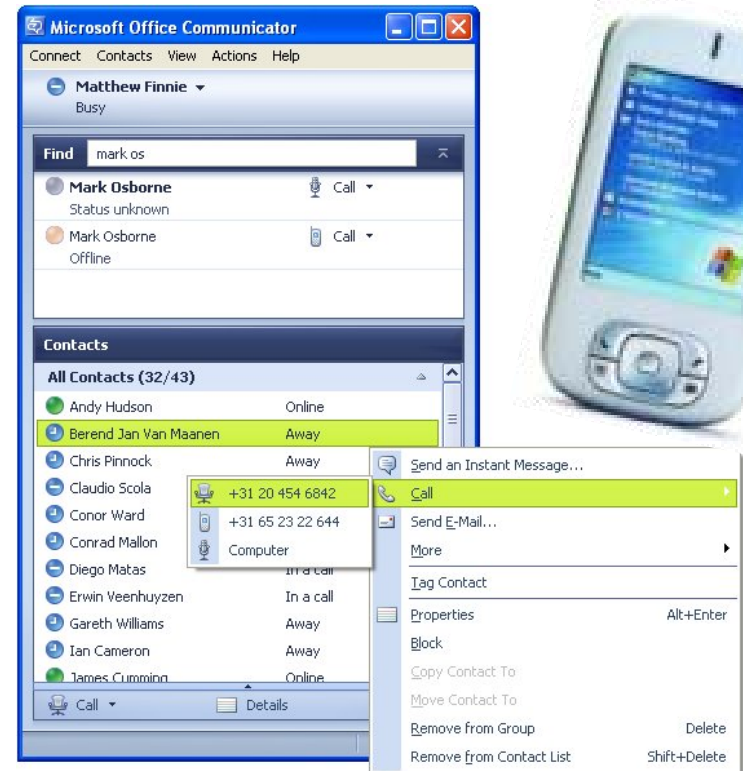 Microsoft Office Communicator
Connect Contacts View Actions Help
Matthew Finnie
Busy
Find mark os
Mark Osborne Call
Status unknown
Mark Osborne Call
Offline
Contacts
All Contacts (32/43)
Andy Hudson Online
Berend Jan Van Maanen Away
Chris Pinnock Away
Claudio Scola
Conor Ward
Conrad Mallon
Diego Matas In a call
Erwin Veenhuyzen In a call
Gareth Williams Away
Ian Cameron Away
James Cumming Online
Call Details
+31 20 454 6842
+31 65 23 22 644
Computer
Send an Instant Message...
Call
Send E-Mail...
More
Tag Contact
Properties Alt+Enter
Block
Copy Contact To
Move Contact To
Remove from Group Delete
Remove from Contact List Shift+Delete